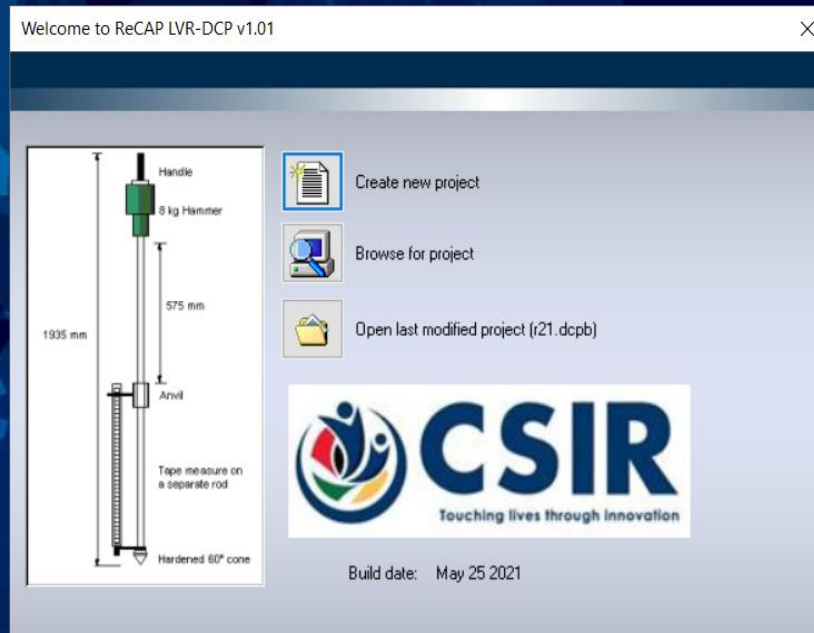 Welcome to ReCAP LVR-DCP v1.01
Handle
8 kg Hammer
575 mm
1935 mm
Anvil
Tape measure on
a separate rod
Hardened 60° cone
Create new project
Browse for project
Open last modified project (r21.dcpb)
CSIR
Touching lives through innovation
Build date: May 25 2021